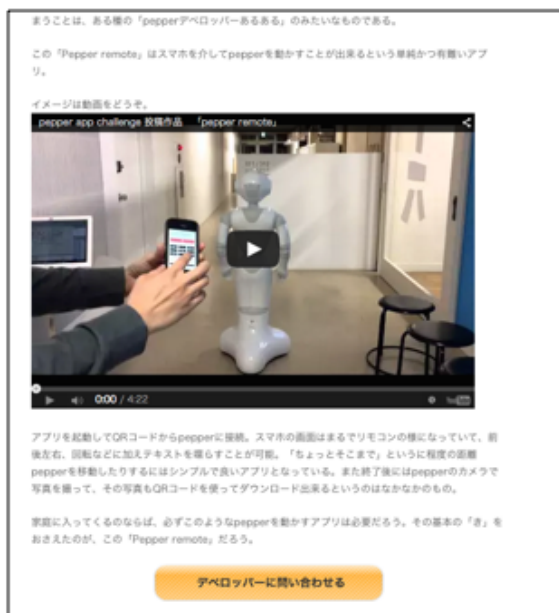 まうことは、ある種の「pepperデベロッパーあるある」のみたいなものである。
この「Pepper remote」はスマホを介してpepperを動かすことが出来るという単純かつ有難いアプ
リ。
イメージは動画をどうぞ。
pepper app challenge 投稿作品 「pepper remote」
0:00 / 4:22
アプリを起動してQRコードからpepperに接続。スマホの画面はまるでリモコンの様になっていて、前
後左右、回転などに加えテキストを喋らすことが可能。「ちょっとそこまで」という程度の距離
pepperを移動したりするにはシンプルで良いアプリとなっている。また終了後にはpepperのカメラで
写真を撮って、その写真もQRコードを使ってダウンロード出来るというのはなかなかのもの。
家庭に入ってくるのならば、必ずこのようなpepperを動かすアプリは必要だろう。その基本の「き」を
おさえたのが、この「Pepper remote」だろう。
デベロッパーに問い合わせる